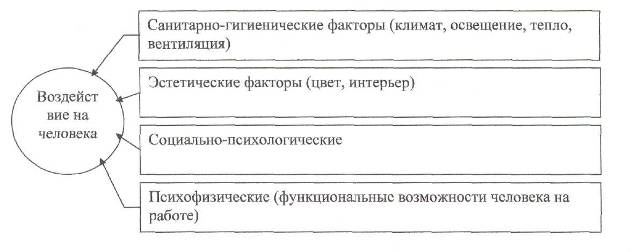 Санитарно-гигиенические факторы (климат, освещение, тепло,
вентиляция)
Эстетические факторы (цвет, интерьер)
Воздейст
вие на
человека
Социально-психологические
Психофизические (функциональные возможности человека на
работе)